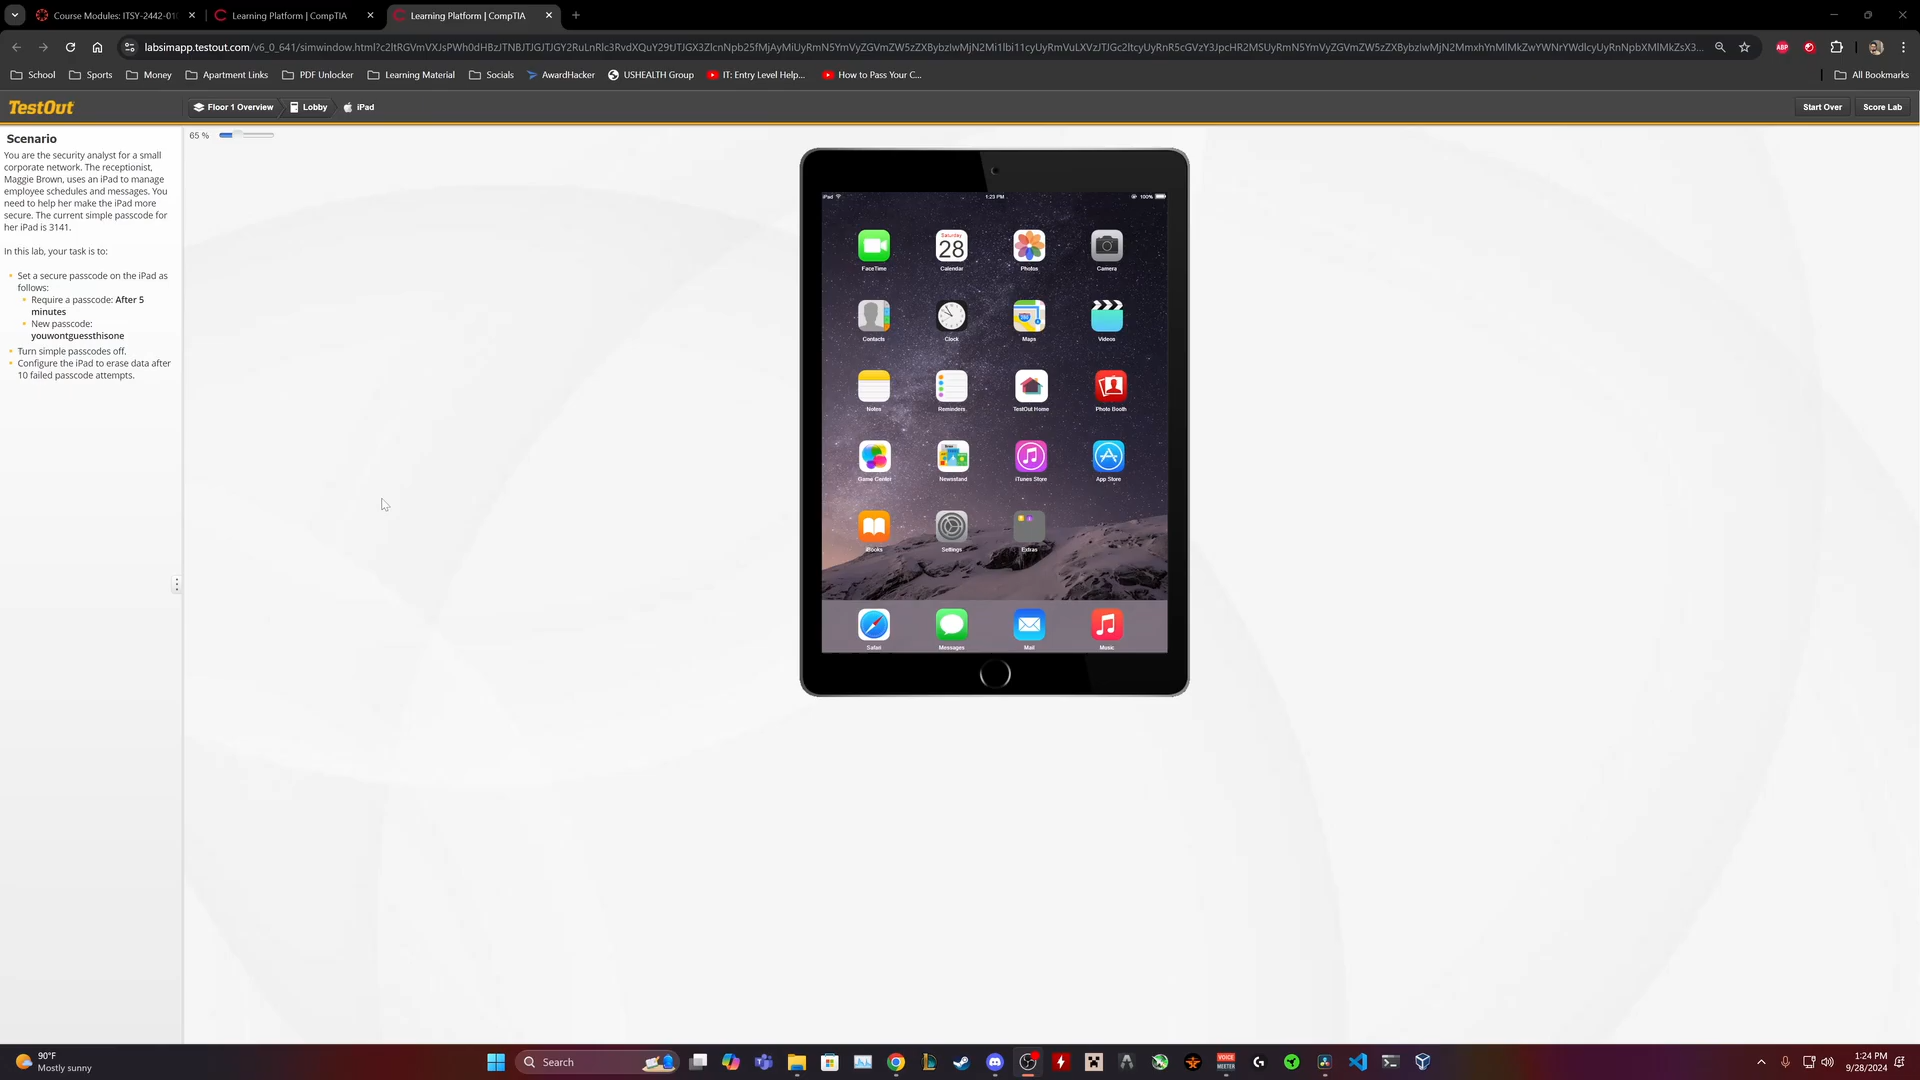 Course Modules: ITSY-2442-01
Learning Platform | CompTIA
Learning Platform | CompTIA
School
Sports
Money
Apartment Links
PDF Unlocker
Learning Material
Socials
AwardHacker
USHEALTH Group
IT: Entry Level Help...
How to Pass Your C...
All Bookmarks
TestOut
Floor 1 Overview
Lobby
iPad
Start Over
Score Lab
Scenario
You are the security analyst for a small
corporate network. The receptionist,
Maggie Brown, uses an iPad to manage
employee schedules and messages. You
need to help her make the iPad more
secure. The current simple passcode for
her iPad is 3141.
In this lab, your task is to:
Set a secure passcode on the iPad as
follows:
Require a passcode: After 5
minutes
New passcode:
youwontguessthisone
Turn simple passcodes off.
Configure the iPad to erase data after
10 failed passcode attempts.
65 %
iPad
1:23 PM
100%
Saturday
28
FaceTime
Calendar
Photos
Camera
Contacts
Clock
Maps
Videos
Notes
Reminders
TestOut Home
Photo Booth
Game Center
Newsstand
iTunes Store
App Store
iBooks
Settings
Extras
Safari
Messages
Mail
Music
90°F
Mostly sunny
Search
1:24 PM
9/28/2024